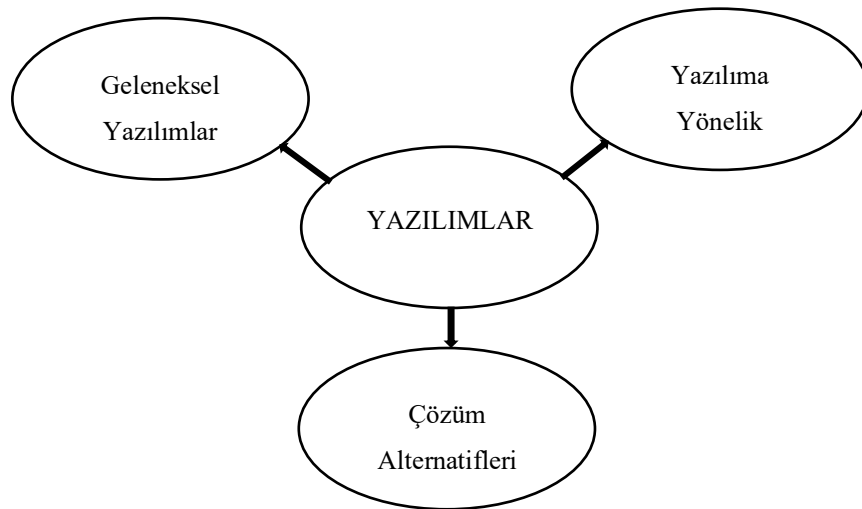 Geleneksel
Yazılımlar
Yazılıma
Yönelik
YAZILIMLAR
Çözüm
Alternatifleri